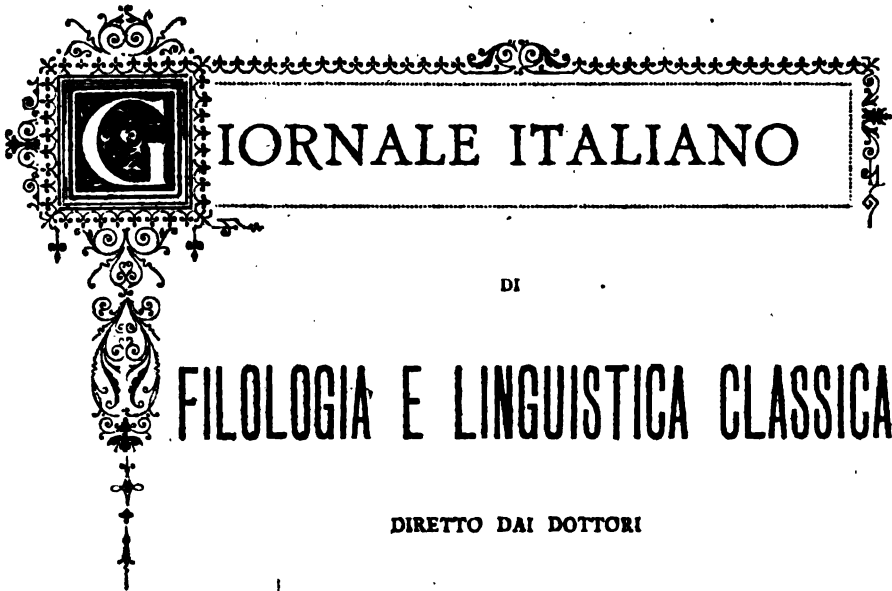 GIORNALE ITALIANO
DI
FILOLOGIA E LINGUISTICA CLASSICA
DIRETTO DAI DOTTORI